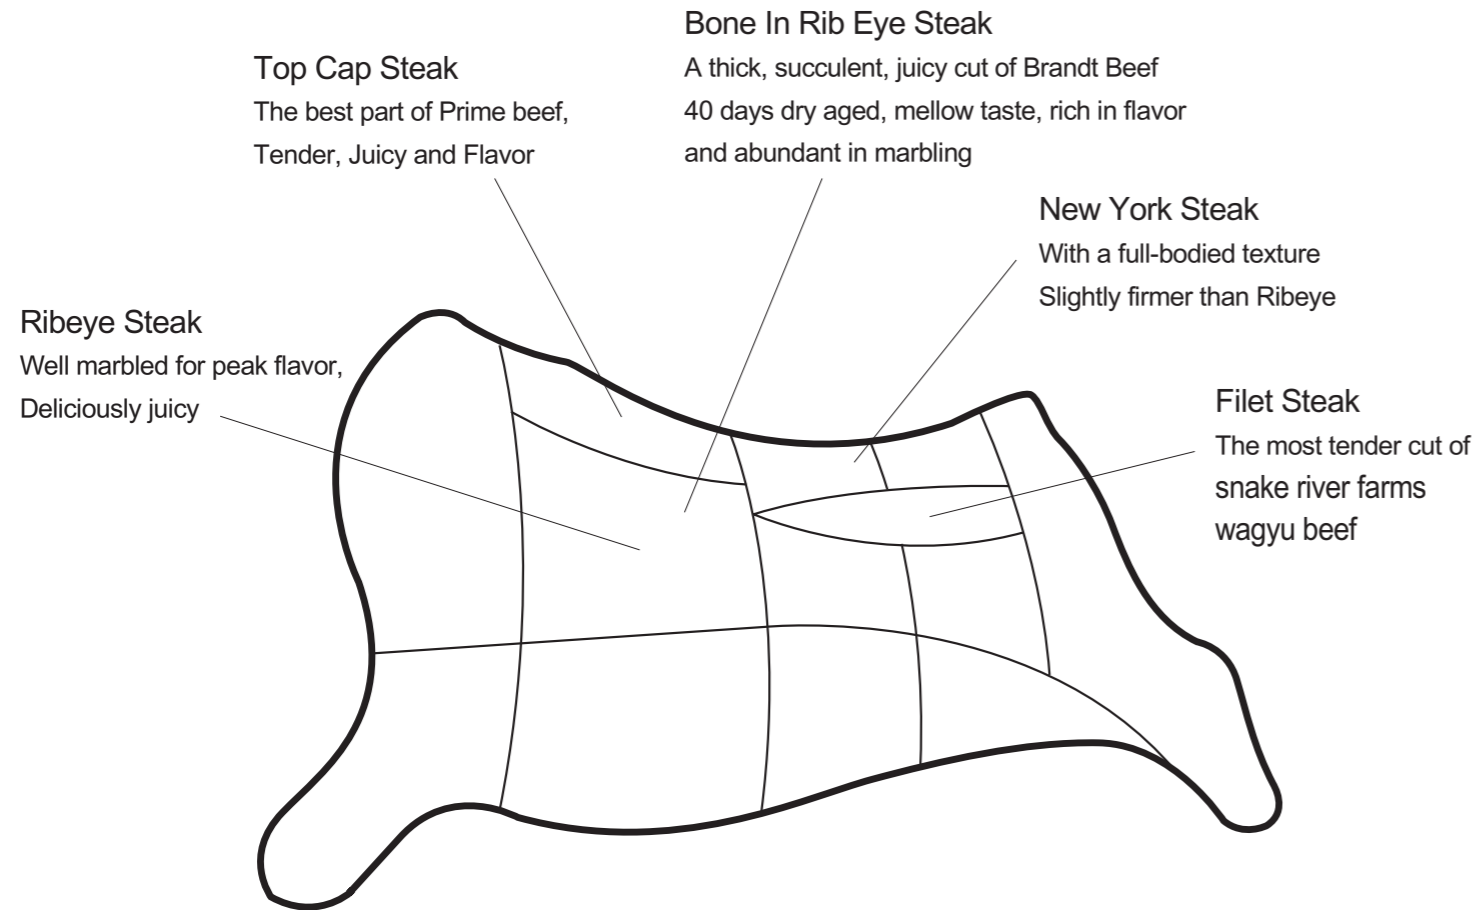 Bone In Rib Eye Steak
A thick, succulent, juicy cut of Brandt Beef
40 days dry aged, mellow taste, rich in flavor
and abundant in marbling
Top Cap Steak
The best part of Prime beef,
Tender, Juicy and Flavor
New York Steak
With a full-bodied texture
Slightly firmer than Ribeye
Ribeye Steak
Well marbled for peak flavor,
Deliciously juicy
Filet Steak
The most tender cut of
snake river farms
wagyu beef